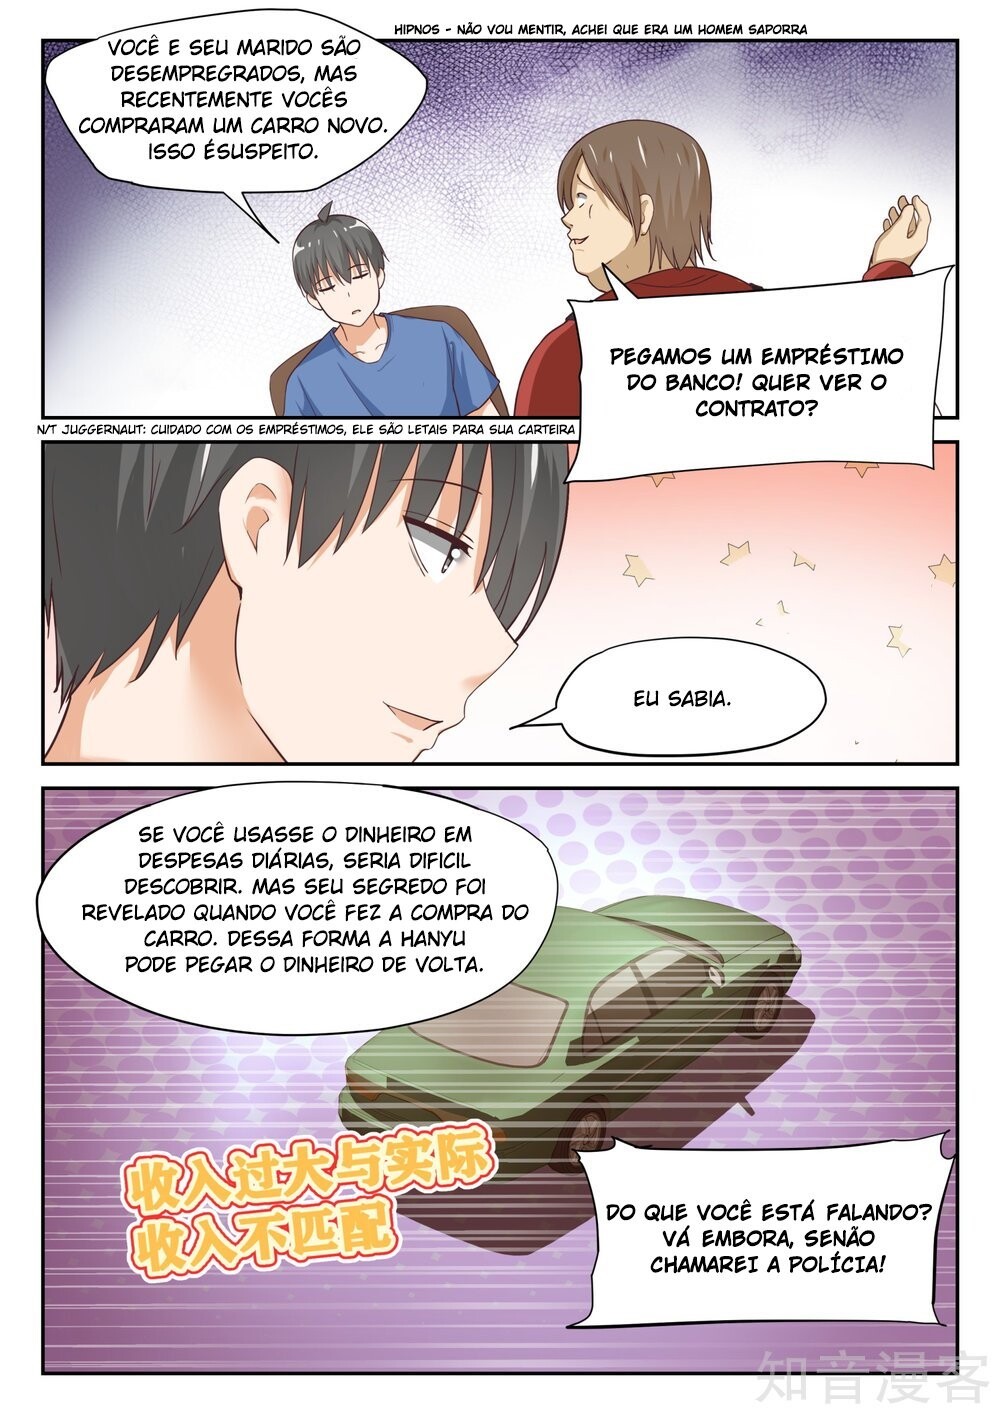 HIPNOS - NÃO VOU MENTIR, ACHEI QUE ERA UM HOMEM SAPORRA
VOCÊ E SEU MARIDO SÃO
DESEMPREGRADOS, MAS
RECENTEMENTE VOCÊS
COMPRARAM UM CARRO NOVO.
ISSO ÉSUSPEITO.
PEGAMOS UM EMPRÉSTIMO
DO BANCO! QUER VER O
CONTRATO?
N/T JUGGERNAUT: CUIDADO COM OS EMPRÉSTIMOS, ELE SÃO LETAIS PARA SUA CARTEIRA
EU SABIA.
SE VOCÊ USASSE O DINHEIRO EM
DESPESAS DIÁRIAS, SERIA DIFICIL
DESCOBRIR. MAS SEU SEGREDO FOI
REVELADO QUANDO VOCÊ FEZ A COMPRA DO
CARRO. DESSA FORMA A HANYU
PODE PEGAR O DINHEIRO DE VOLTA.
收入过大与实际
收入不匹配
DO QUE VOCÊ ESTÁ FALANDO?
VÁ EMBORA, SENÃO
CHAMAREI A POLÍCIA!
知音漫客